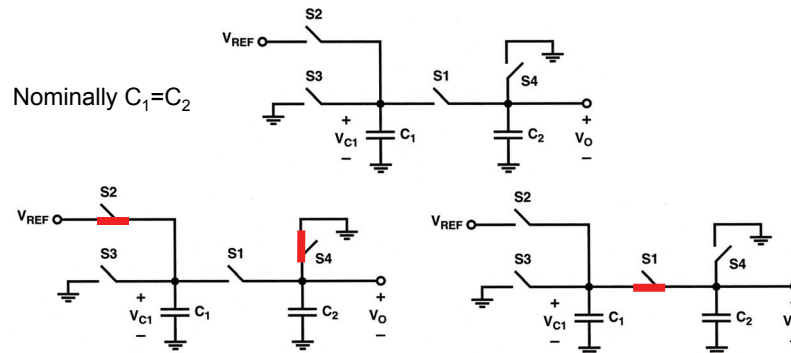 S2
VREF
S3
S1
S4
Nominally C1=C2
+
VC1
–
C1
C2
+
VO
–
S2
VREF
S3
S1
S4
+
VC1
–
C1
C2
+
VO
–
S2
VREF
S3
S1
S4
+
VC1
–
C1
C2